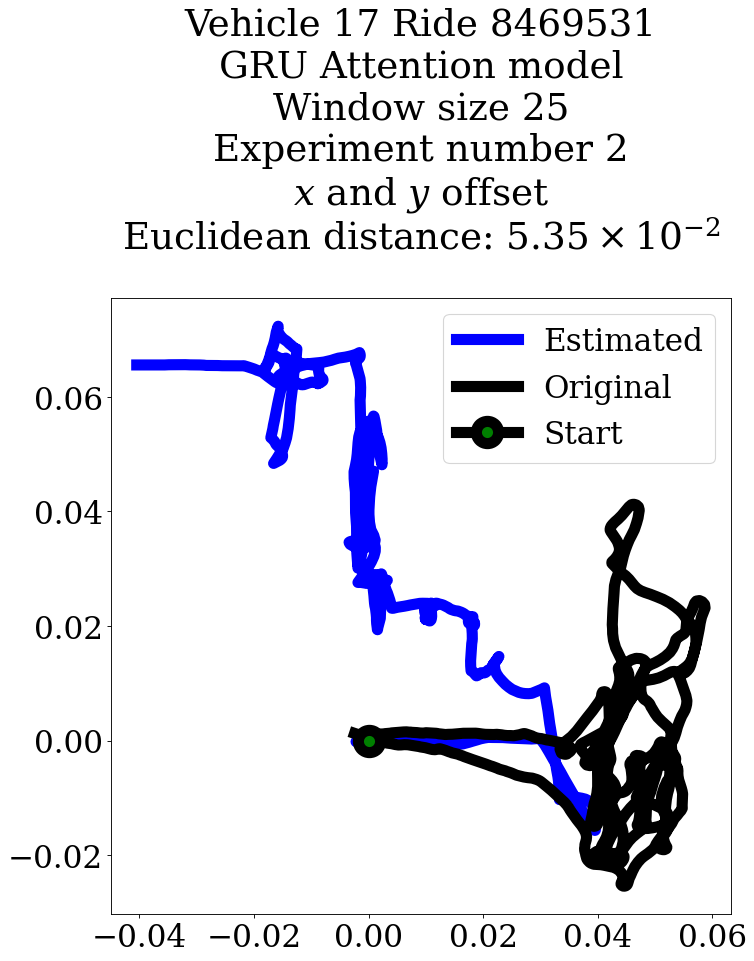 Vehicle 17 Ride 8469531
GRU Attention model
Window size 25
Experiment number 2
x and y offset
Euclidean distance: 5.35 × 10⁻²
Estimated
Original
Start
0.06
0.04
0.02
0.00
−0.02
−0.04 −0.02 0.00 0.02 0.04 0.06